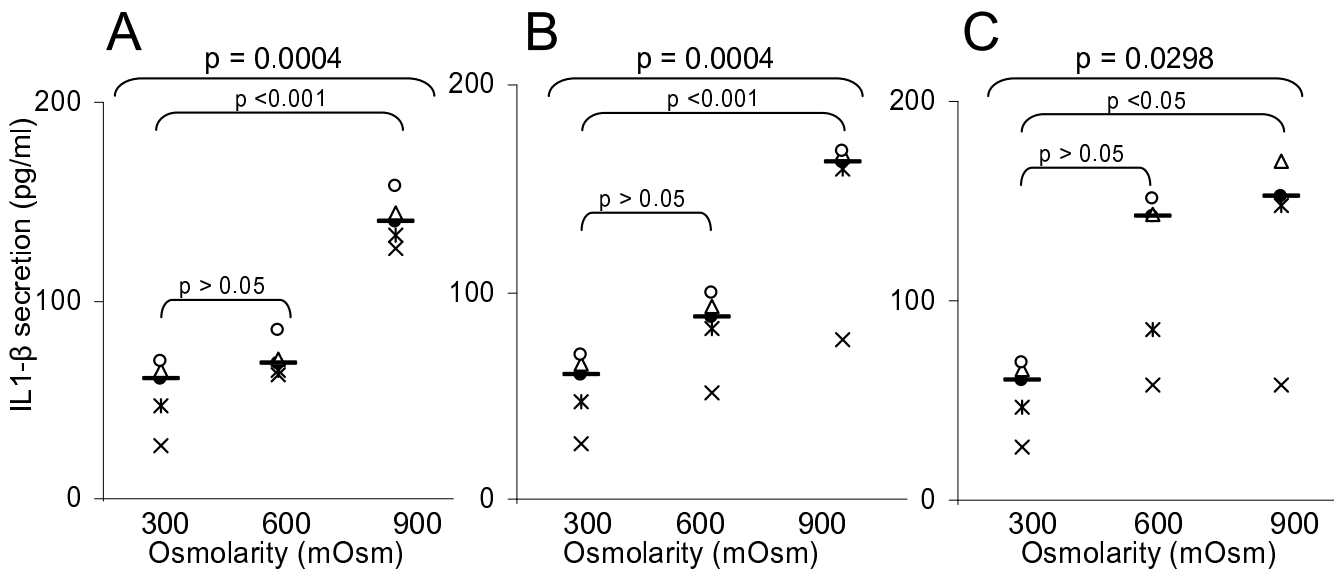 A
p = 0.0004
p <0.001
p > 0.05
200
100
0
IL1-β secretion (pg/ml)
300 600 900
Osmolarity (mOsm)
B
p = 0.0004
p <0.001
p > 0.05
200
100
0
300 600 900
Osmolarity (mOsm)
C
p = 0.0298
p <0.05
p > 0.05
200
100
0
300 600 900
Osmolarity (mOsm)